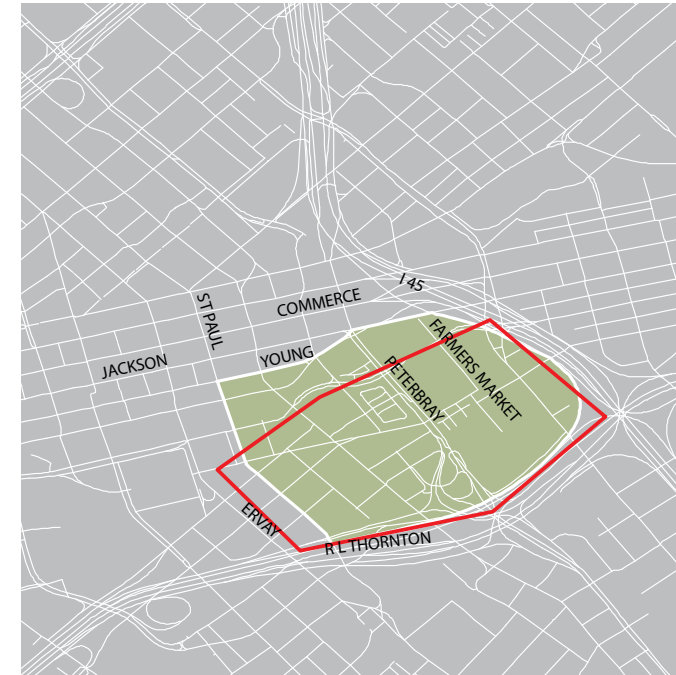 I 45
COMMERCE
ST PAUL
FARMERS MARKET
YOUNG
JACKSON
PETERBRAY
ERVAY
R L THORNTON